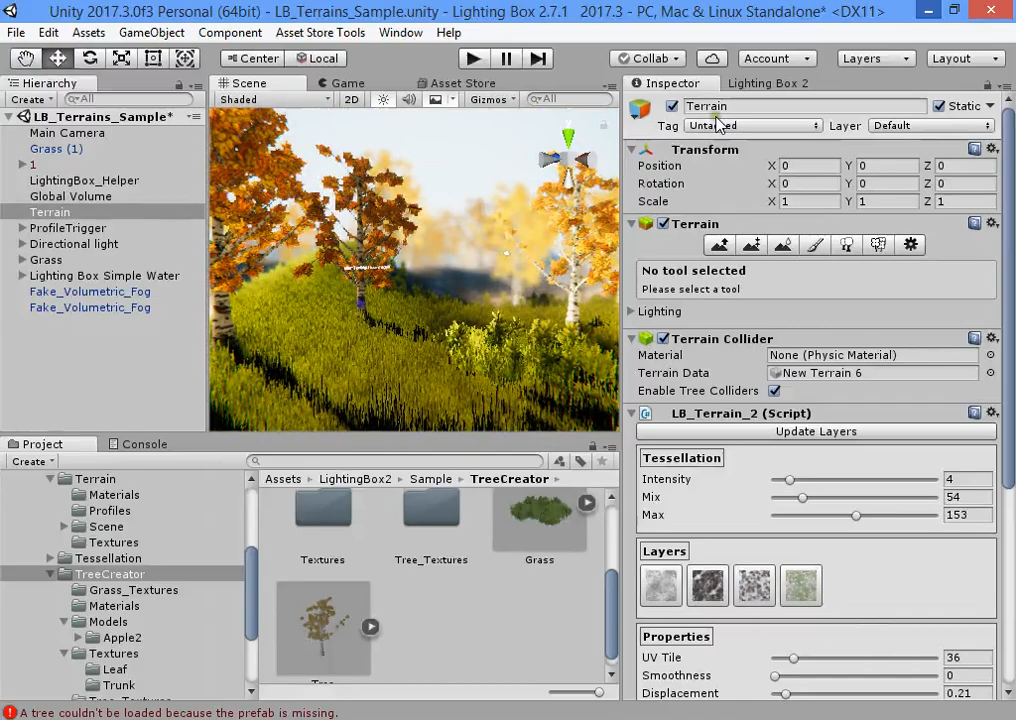 Unity 2017.3.0f3 Personal (64bit) - LB_Terrains_Sample.unity - Lighting Box 2.7.1   2017.3 - PC, Mac & Linux Standalone* <DX11>
File Edit Assets GameObject Component Asset Store Tools Window Help
Center Local Collab Account Layers Layout
Hierarchy Scene Game Asset Store Inspector Lighting Box 2
Create All Shaded 2D Gizmos All Terrain Static
LB_Terrains_Sample*
Main Camera
Grass (1)
1
LightingBox_Helper
Global Volume
Terrain
ProfileTrigger
Directional light
Grass
Lighting Box Simple Water
Fake_Volumetric_Fog
Fake_Volumetric_Fog
Tag Layer Default
Transform
Position X 0 Y 0 Z 0
Rotation X 0 Y 0 Z 0
Scale X 1 Y 1 Z 1
Terrain
No tool selected
Please select a tool
Lighting
Terrain Collider
Material None (Physic Material)
Terrain Data New Terrain 6
Enable Tree Colliders
LB_Terrain_2 (Script)
Update Layers
Tessellation
Intensity 4
Mix 54
Max 153
Layers
Properties
UV Tile 36
Smoothness 0
Displacement 0.21
Project Console
Create
Terrain
Materials
Profiles
Scene
Textures
Tessellation
TreeCreator
Grass_Textures
Materials
Models
Apple2
Textures
Leaf
Trunk
Assets LightingBox2 Sample TreeCreator
Textures Tree_Textures Grass
A tree couldn't be loaded because the prefab is missing.